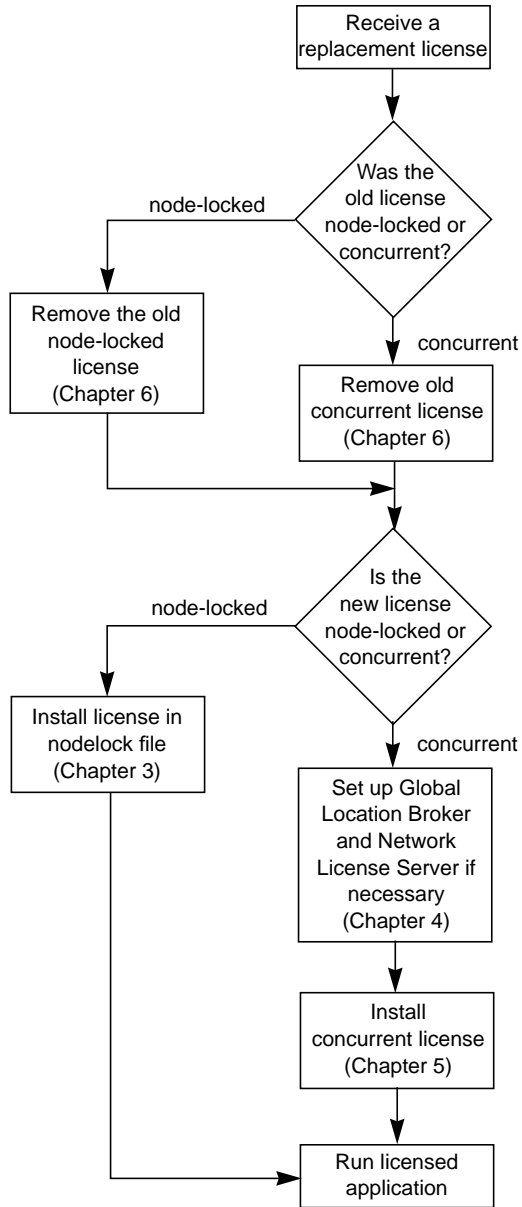 Receive a
replacement license
Was the
old license
node-locked or
concurrent?
node-locked
Remove the old
node-locked
license
(Chapter 6)
concurrent
Remove old
concurrent license
(Chapter 6)
Is the
new license
node-locked or
concurrent?
node-locked
Install license in
nodelock file
(Chapter 3)
concurrent
Set up Global
Location Broker
and Network
License Server if
necessary
(Chapter 4)
Install
concurrent license
(Chapter 5)
Run licensed
application